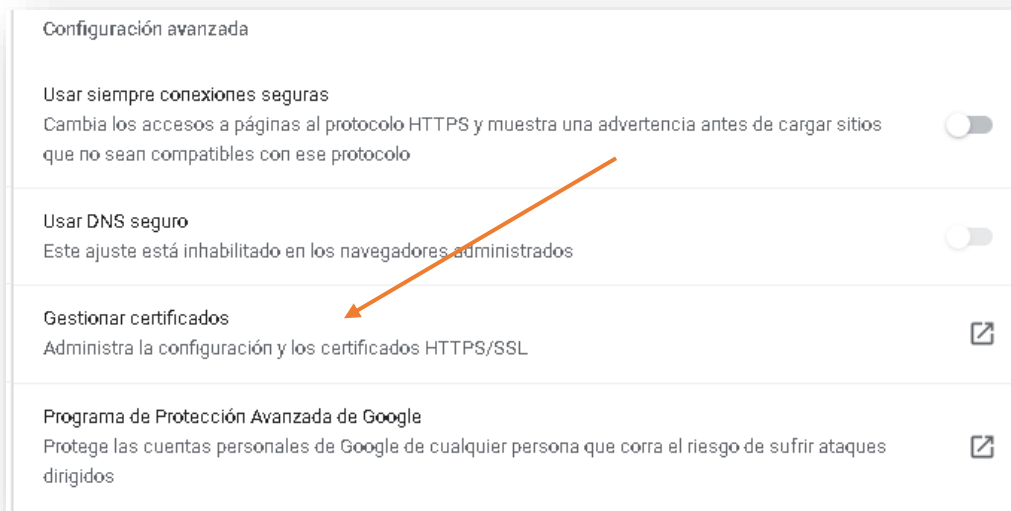 Configuración avanzada
Usar siempre conexiones seguras
Cambia los accesos a páginas al protocolo HTTPS y muestra una advertencia antes de cargar sitios
que no sean compatibles con ese protocolo
Usar DNS seguro
Este ajuste está inhabilitado en los navegadores administrados
Gestionar certificados
Administra la configuración y los certificados HTTPS/SSL
Programa de Protección Avanzada de Google
Protege las cuentas personales de Google de cualquier persona que corra el riesgo de sufrir ataques
dirigidos